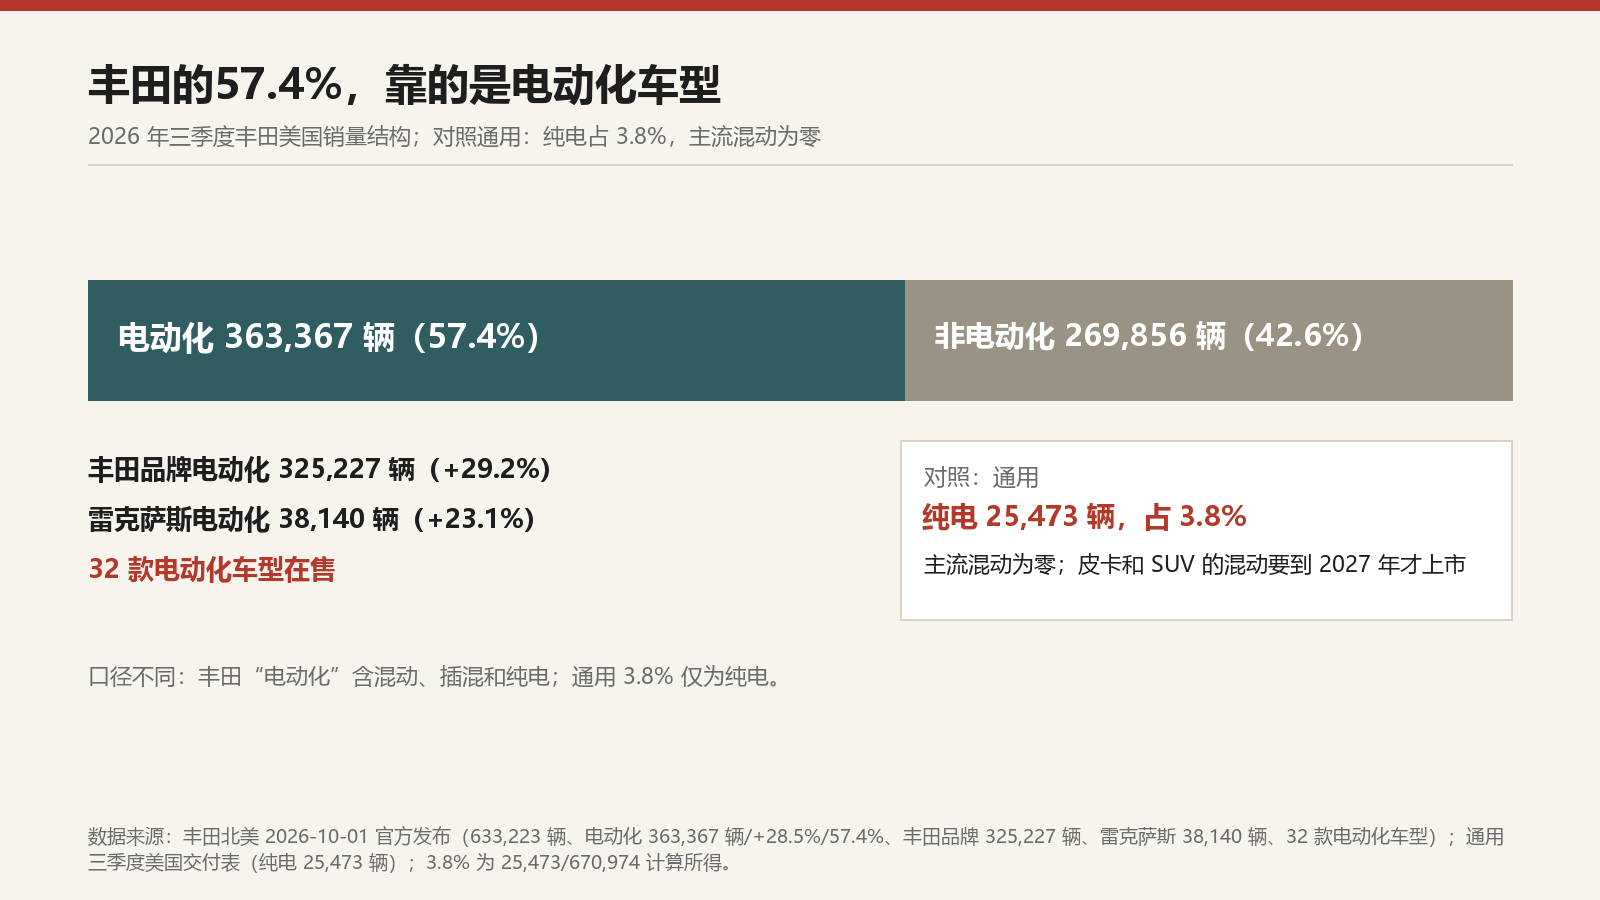 丰田的57.4%，靠的是电动化车型
2026 年三季度丰田美国销量结构；对照通用：纯电占 3.8%，主流混动为零
电动化 363,367 辆（57.4%）
非电动化 269,856 辆（42.6%）
丰田品牌电动化 325,227 辆（+29.2%）
雷克萨斯电动化 38,140 辆（+23.1%）
32 款电动化车型在售
对照：通用
纯电 25,473 辆，占 3.8%
主流混动为零；皮卡和 SUV 的混动要到 2027 年才上市
口径不同：丰田“电动化”含混动、插混和纯电；通用 3.8% 仅为纯电。
数据来源：丰田北美 2026-10-01 官方发布（633,223 辆、电动化 363,367 辆/+28.5%/57.4%、丰田品牌 325,227 辆、雷克萨斯 38,140 辆、32 款电动化车型）；通用
三季度美国交付表（纯电 25,473 辆）；3.8% 为 25,473/670,974 计算所得。